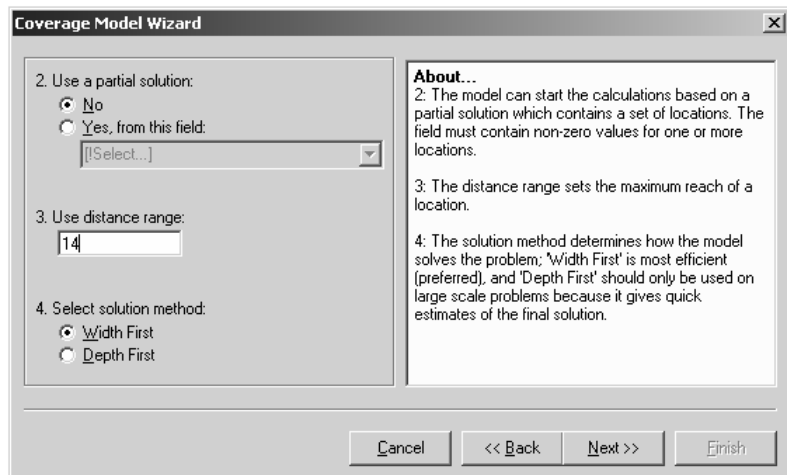 Coverage Model Wizard
2. Use a partial solution:
No
Yes, from this field:
[!Select...]
3. Use distance range:
14
4. Select solution method:
Width First
Depth First
About...
2: The model can start the calculations based on a
partial solution which contains a set of locations. The
field must contain non-zero values for one or more
locations.
3: The distance range sets the maximum reach of a
location.
4: The solution method determines how the model
solves the problem; 'Width First' is most efficient
(preferred), and 'Depth First' should only be used on
large scale problems because it gives quick
estimates of the final solution.
Cancel
<< Back
Next >>
Finish